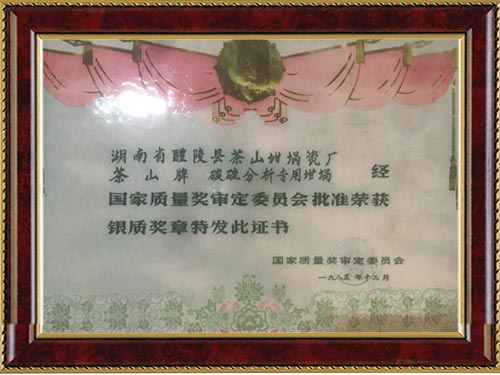 湖南省醴陵县茶山坩埚瓷厂
茶山牌 碳硫分析专用坩埚 经
国家质量奖审定委员会批准荣获
银质奖章特发此证书
国家质量奖审定委员会
一九八五年十二月